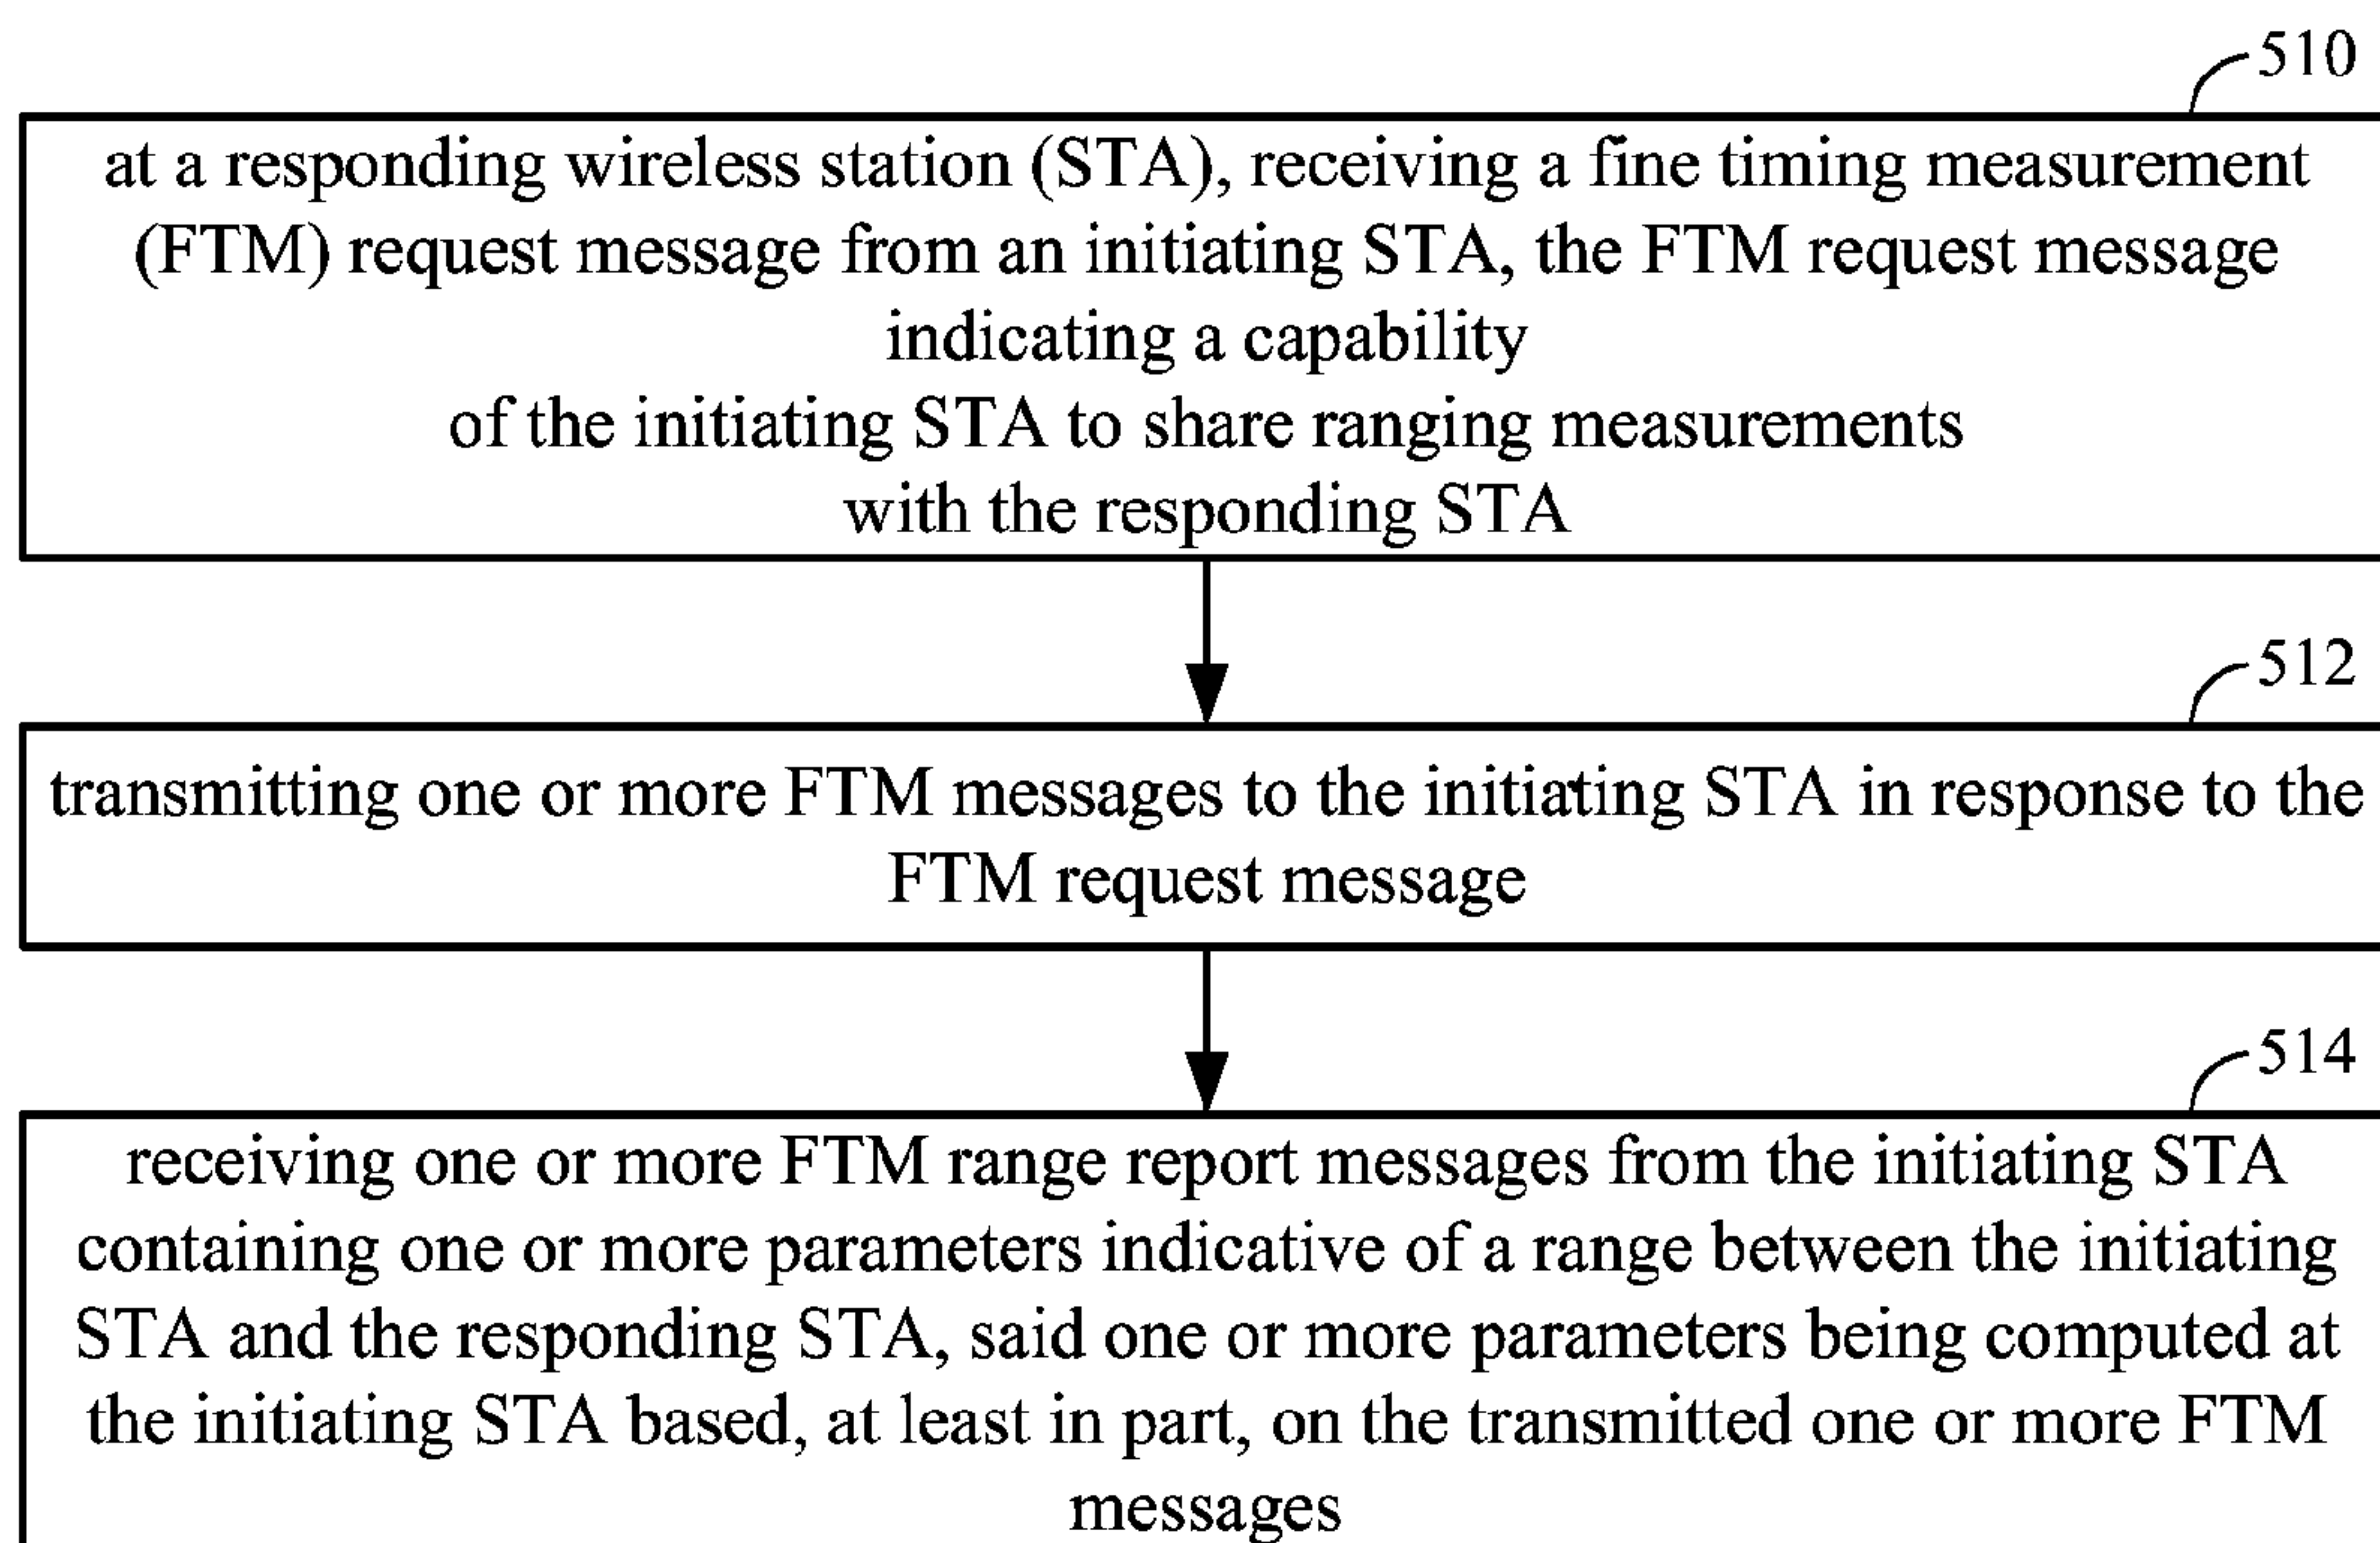 510
at a responding wireless station (STA), receiving a fine timing measurement
(FTM) request message from an initiating STA, the FTM request message
indicating a capability
of the initiating STA to share ranging measurements
with the responding STA
512
transmitting one or more FTM messages to the initiating STA in response to the
FTM request message
514
receiving one or more FTM range report messages from the initiating STA
containing one or more parameters indicative of a range between the initiating
STA and the responding STA, said one or more parameters being computed at
the initiating STA based, at least in part, on the transmitted one or more FTM
messages